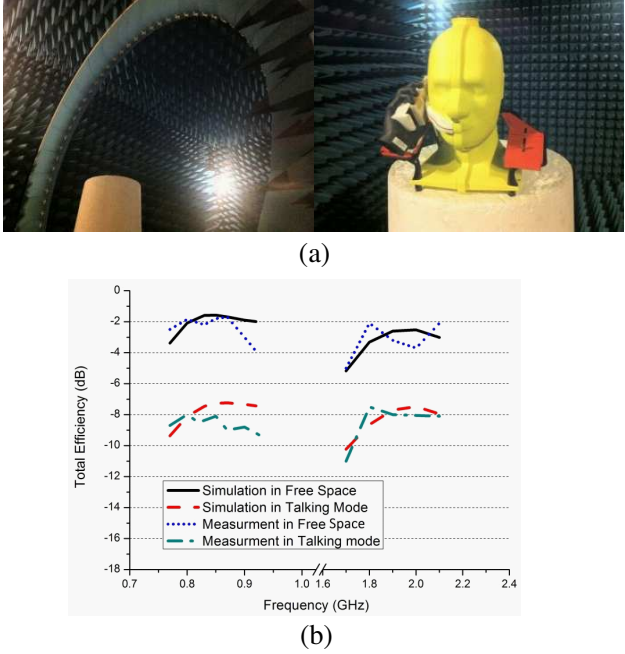 (a)
0
-2
-4
-6
-8
-10
-12
-14
-16
-18
Total Efficiency (dB)
Simulation in Free Space
Simulation in Talking Mode
Measurment in Free Space
Measurment in Talking mode
0.7 0.8 0.9 1.0 1.6 1.8 2.0 2.2 2.4
Frequency (GHz)
(b)